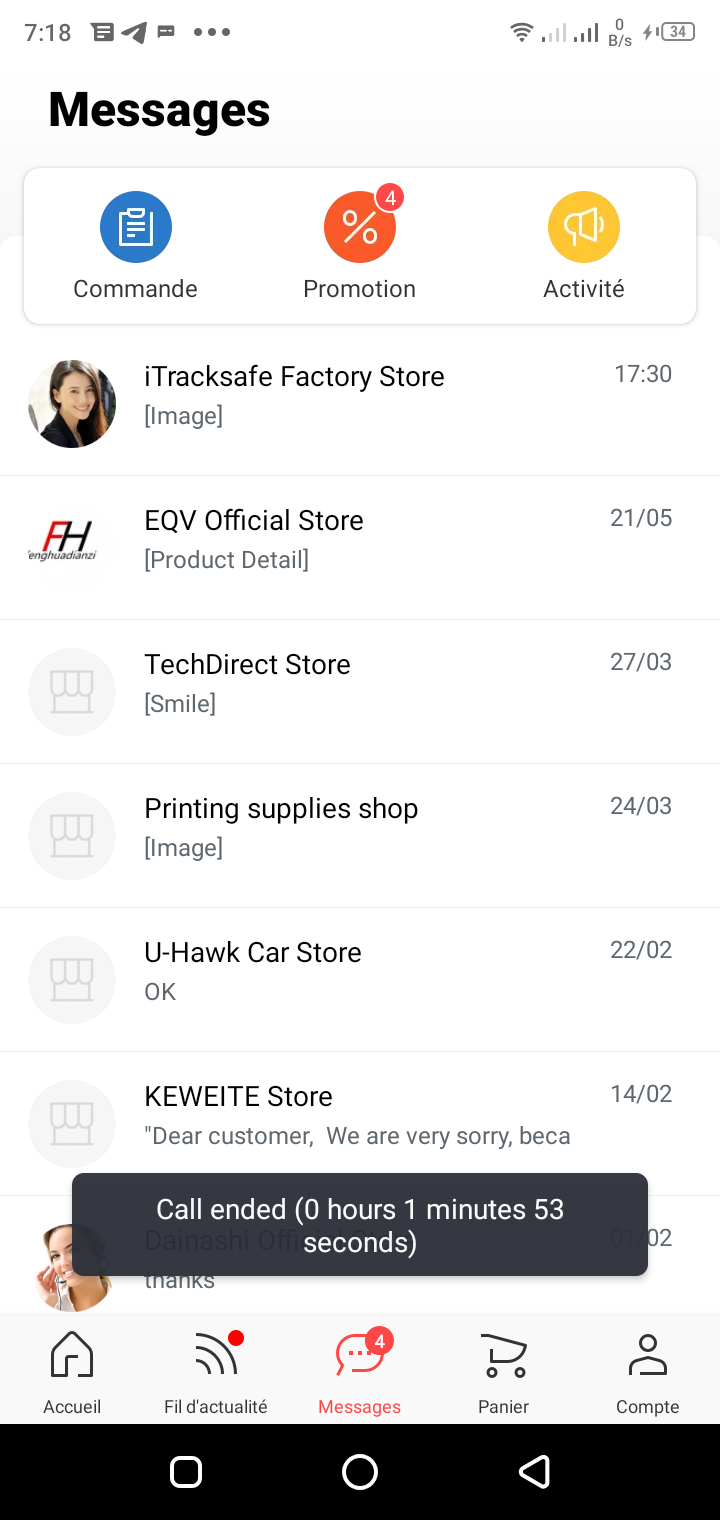 7:18
0
B/s
34
Messages
4
Commande
Promotion
Activité
iTracksafe Factory Store
17:30
[Image]
EQV Official Store
21/05
FH
enghuadianzi
[Product Detail]
TechDirect Store
27/03
[Smile]
Printing supplies shop
24/03
[Image]
U-Hawk Car Store
22/02
OK
KEWEITE Store
14/02
"Dear customer,  We are very sorry, beca
Call ended (0 hours 1 minutes 53
seconds)
Dainashi Offi
01/02
thanks
4
Accueil
Fil d'actualité
Messages
Panier
Compte